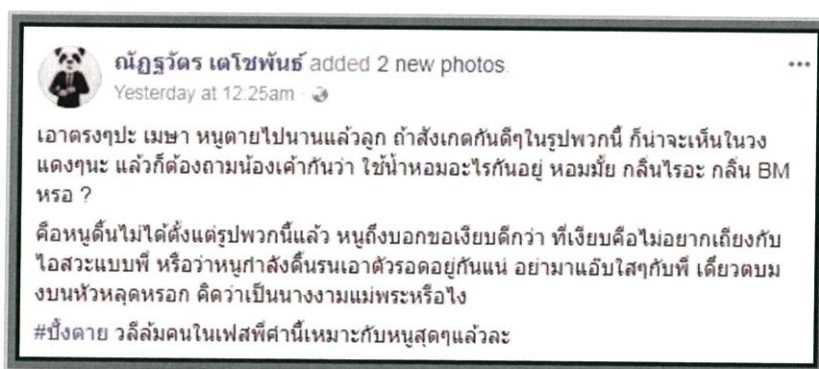 ณัฏฐวัตร เตโชพันธ์ added 2 new photos.
Yesterday at 12:25am ·
เอาตรงๆปะ เมษา หนูตายไปนานแล้วลูก ถ้าสังเกตกันดีๆในรูปพวกนี้ ก็น่าจะเห็นในวง
แดงๆนะ แล้วก็ต้องถามน้องเค้ากันว่า ใช้น้ำหอมอะไรกันอยู่ หอมมั้ย กลิ่นไรอะ กลิ่น BM
หรอ ?
คือหนูดิ้นไม่ได้ตั้งแต่รูปพวกนี้แล้ว หนูถึงบอกขอเงียบดีกว่า ที่เงียบคือไม่อยากเถียงกับ
ไอสวะแบบพี่ หรือว่าหนูกำลังดิ้นรนเอาตัวรอดอยู่กันแน่ อย่ามาแอ๊บใสๆกับพี่ เดี๋ยวตบม
งบนหัวหลุดหรอก คิดว่าเป็นนางงามแม่พระหรือไง
#ปิ้งตาย วลีล้มคนในเฟสพี่คำนี้เหมาะกับหนูสุดๆแล้วละ